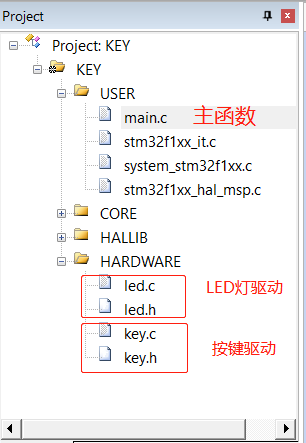 Project
Project: KEY
KEY
USER
main.c 主函数
stm32f1xx_it.c
system_stm32f1xx.c
stm32f1xx_hal_msp.c
CORE
HALLIB
HARDWARE
led.c
LED灯驱动
led.h
key.c
按键驱动
key.h